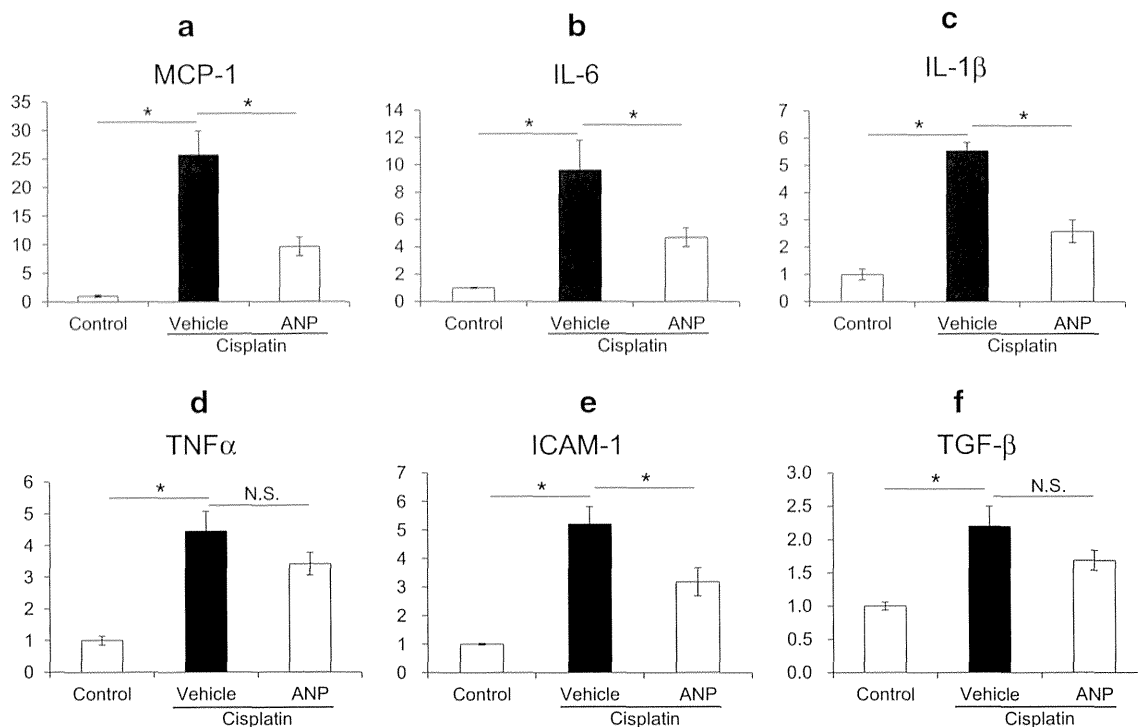 a
MCP-1
35
30
25
20
15
10
5
0
*
*
Control
Vehicle
ANP
Cisplatin
b
IL-6
14
12
10
8
6
4
2
0
*
*
Control
Vehicle
ANP
Cisplatin
c
IL-1β
7
6
5
4
3
2
1
0
*
*
Control
Vehicle
ANP
Cisplatin
d
TNFα
6
5
4
3
2
1
0
*
N.S.
Control
Vehicle
ANP
Cisplatin
e
ICAM-1
7
6
5
4
3
2
1
0
*
*
Control
Vehicle
ANP
Cisplatin
f
TGF-β
3.0
2.5
2.0
1.5
1.0
0.5
0.0
*
N.S.
Control
Vehicle
ANP
Cisplatin